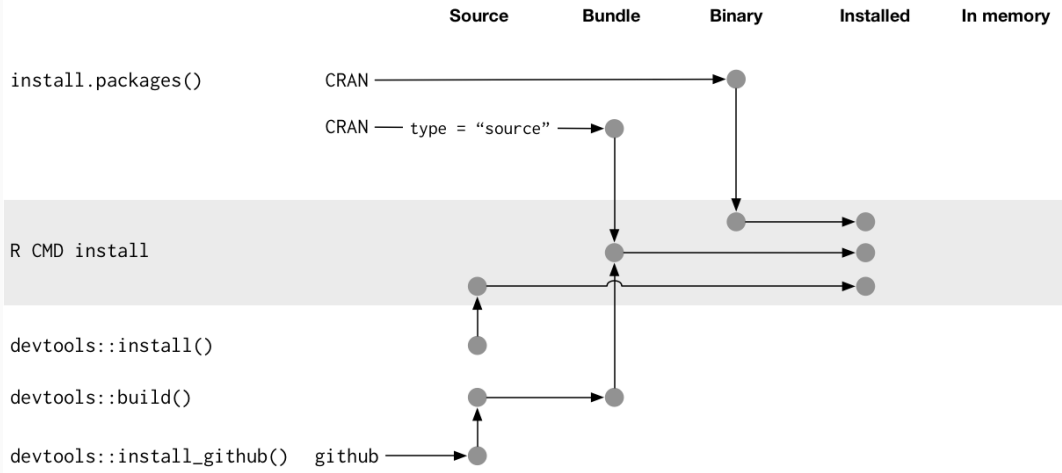 Source Bundle Binary Installed In memory
install.packages() CRAN
CRAN type = “source”
R CMD install
devtools::install()
devtools::build()
devtools::install_github() github